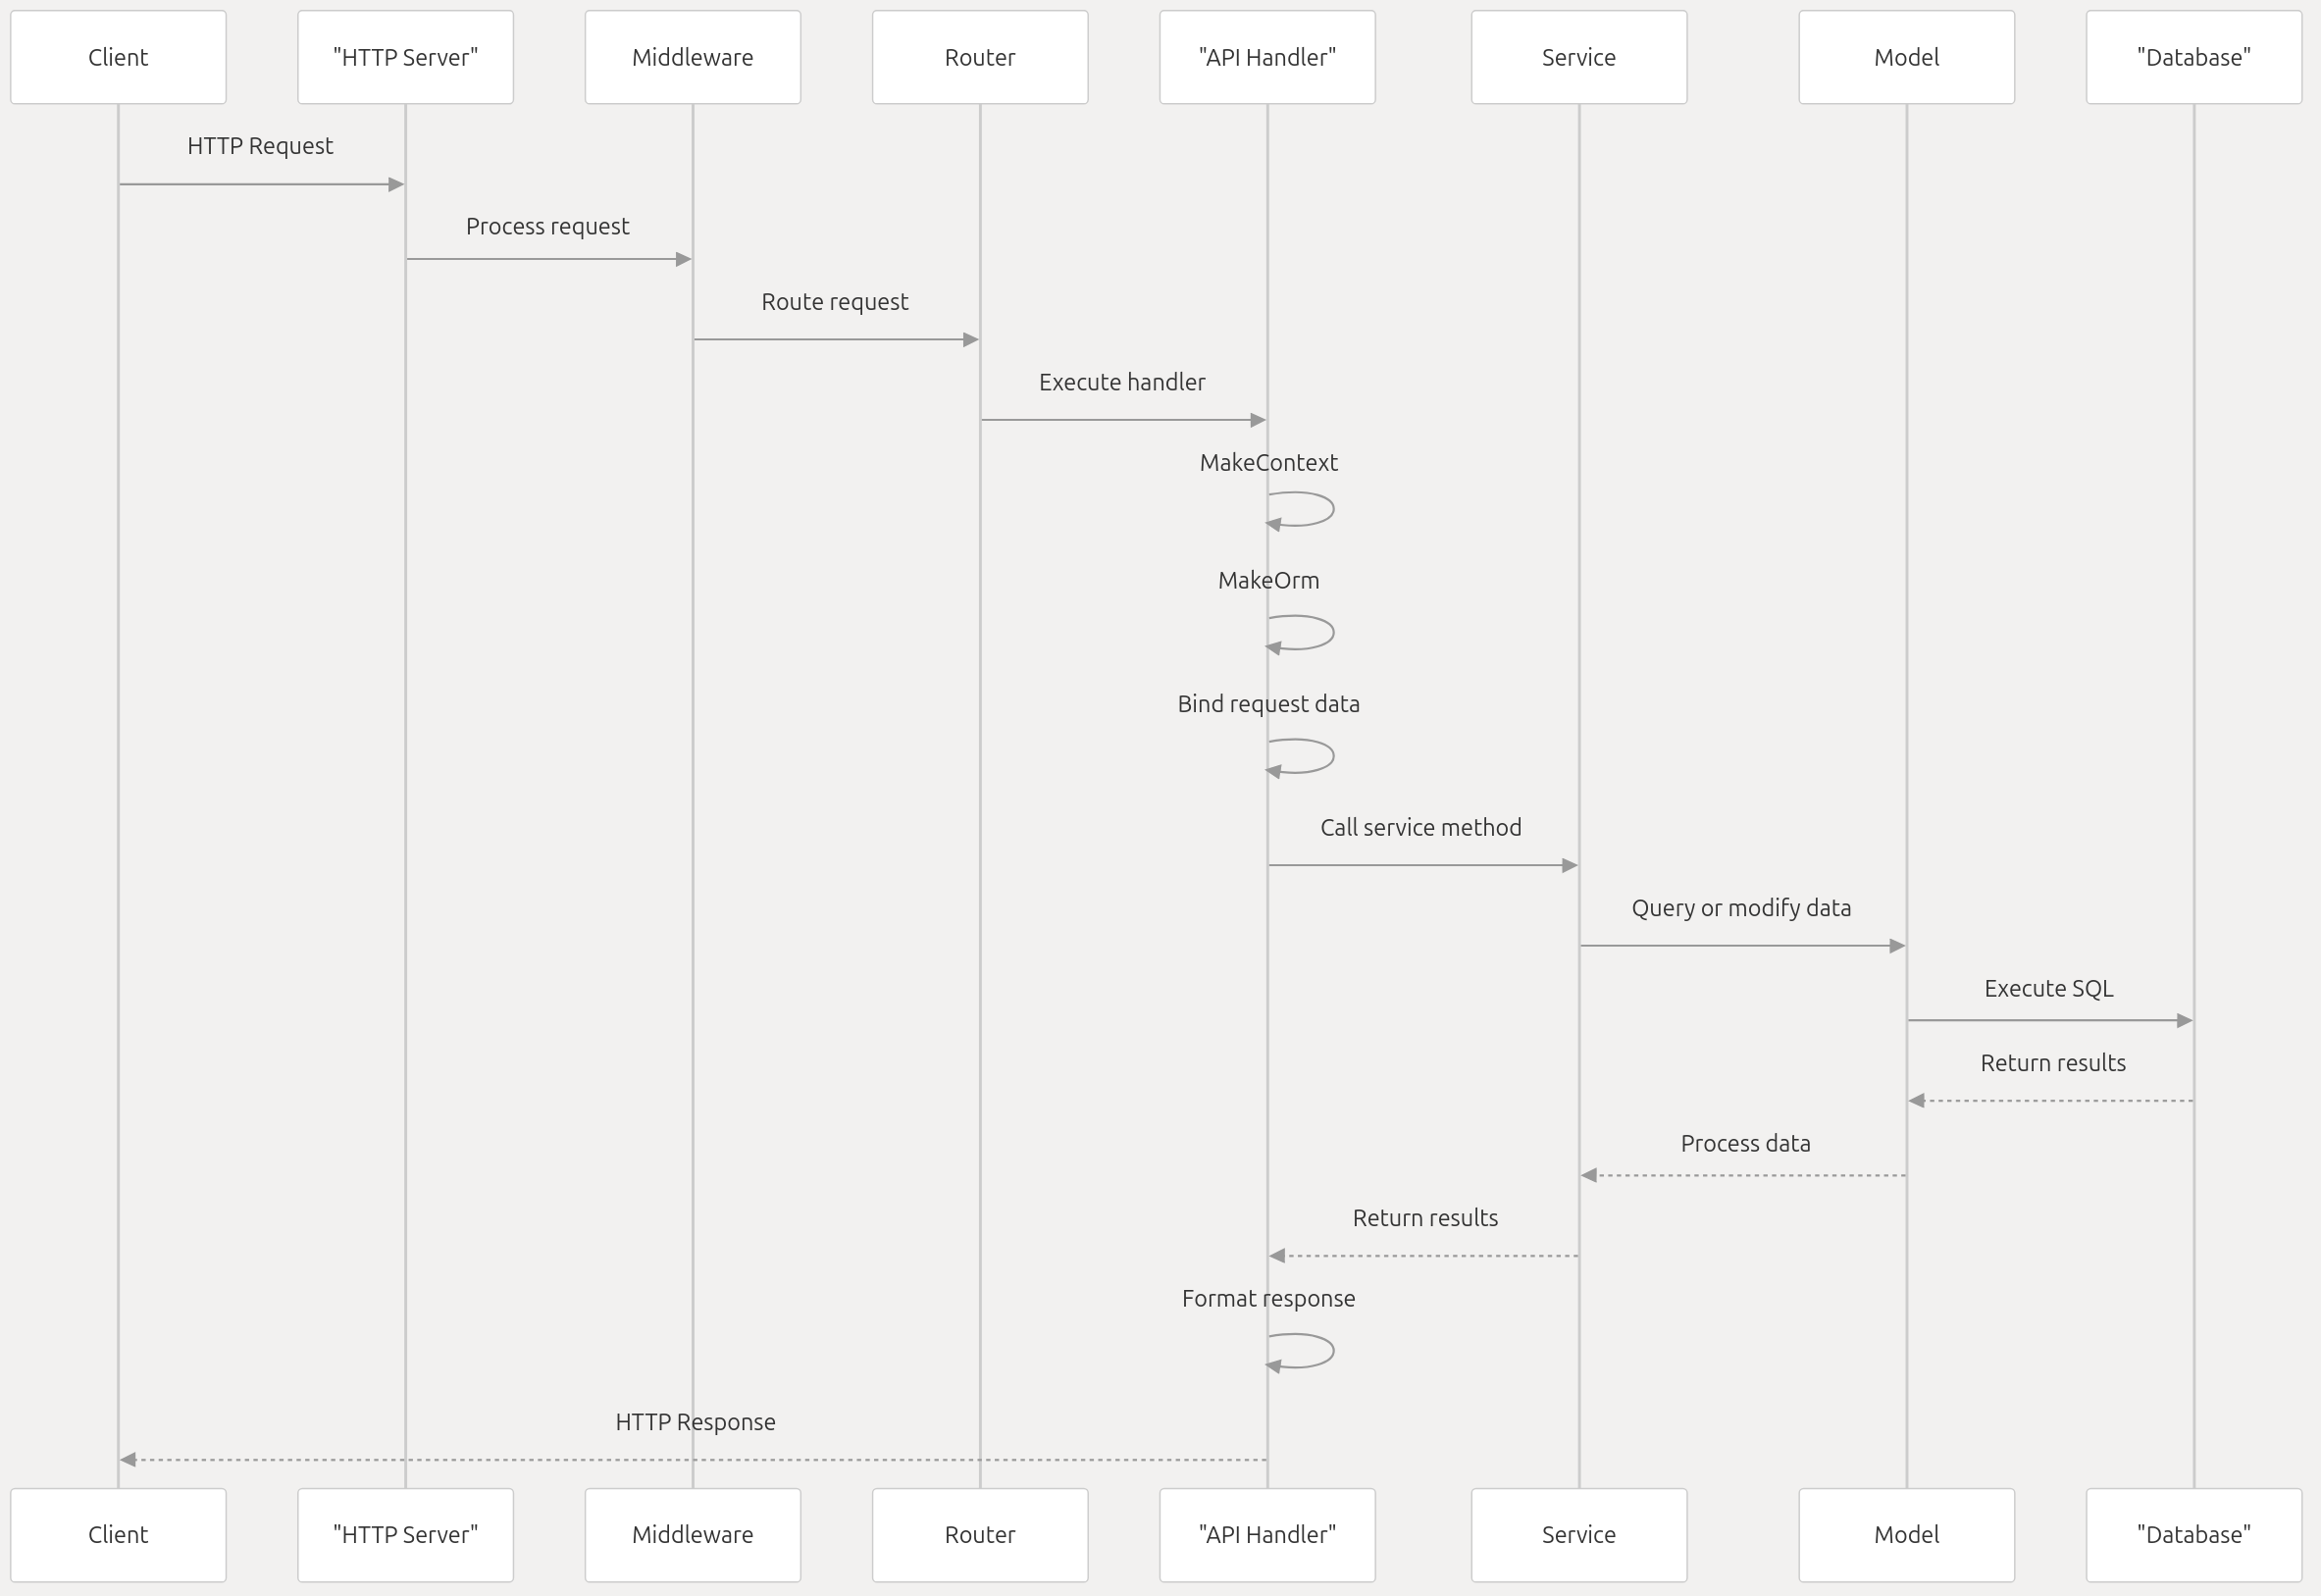 Client
"HTTP Server"
Middleware
Router
"API Handler"
Service
Model
"Database"
HTTP Request
Process request
Route request
Execute handler
MakeContext
MakeOrm
Bind request data
Call service method
Query or modify data
Execute SQL
Return results
Process data
Return results
Format response
HTTP Response
Client
"HTTP Server"
Middleware
Router
"API Handler"
Service
Model
"Database"